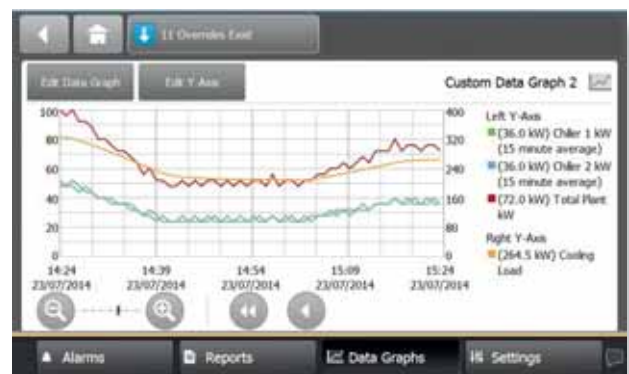 11 Overrides Exist
Edit Data Graph
Edit Y Axis
Custom Data Graph 2
100
80
60
40
20
0
400
320
240
160
80
0
14:24
23/07/2014
14:39
23/07/2014
14:54
23/07/2014
15:09
23/07/2014
15:24
23/07/2014
Left Y-Axis
(36.0 kW) Chiller 1 kW
(15 minute average)
(36.0 kW) Chiller 2 kW
(15 minute average)
(72.0 kW) Total Plant
kW
Right Y-Axis
(264.5 kW) Cooling
Load
Alarms
Reports
Data Graphs
Settings